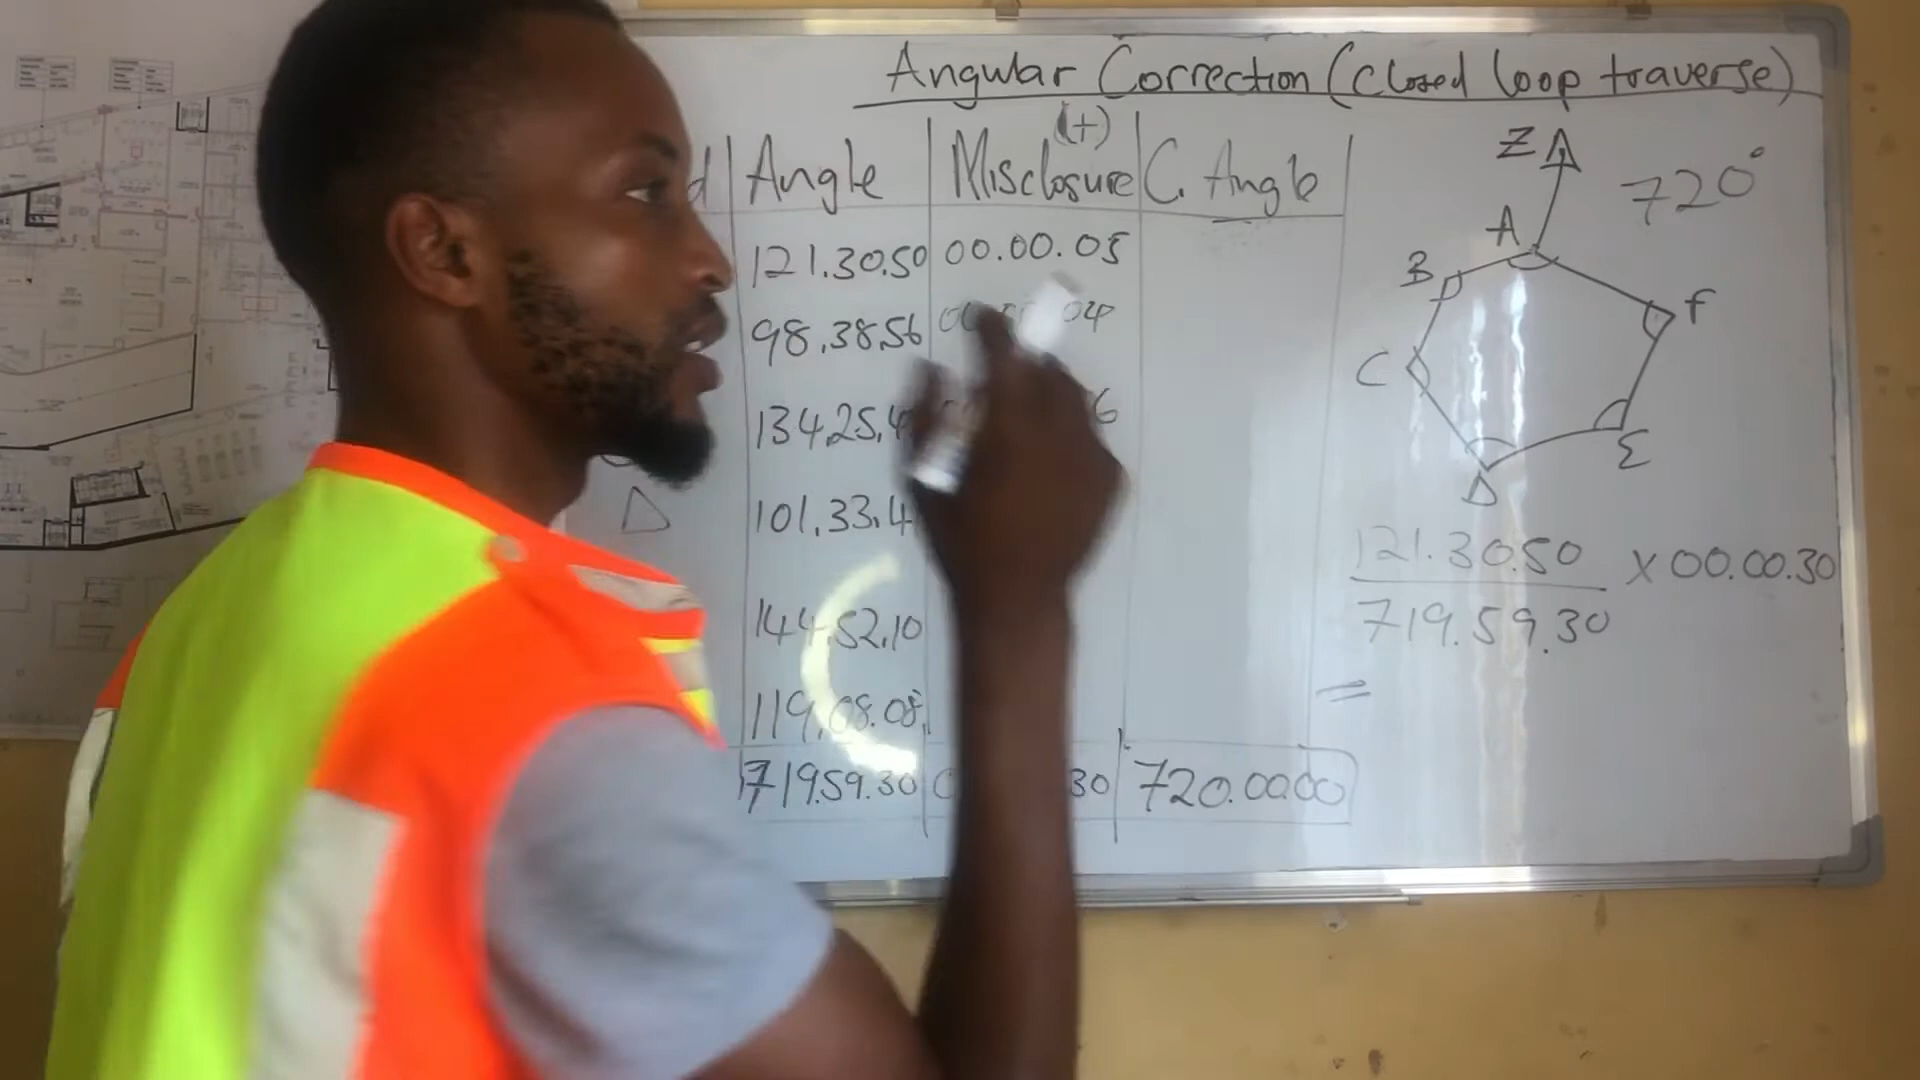 Angular Correction (Closed loop traverse)
(+)
Angle Misclosure C. Angle
121.30.50 00.00.05
98.38.56 04
134.25.4 6
D 101.33.4
144.52.10
119.08.08
719.59.30 30 720.00.00
Z
720°
A
B
F
C
E
D
121.30.50 x 00.00.30
719.59.30
=